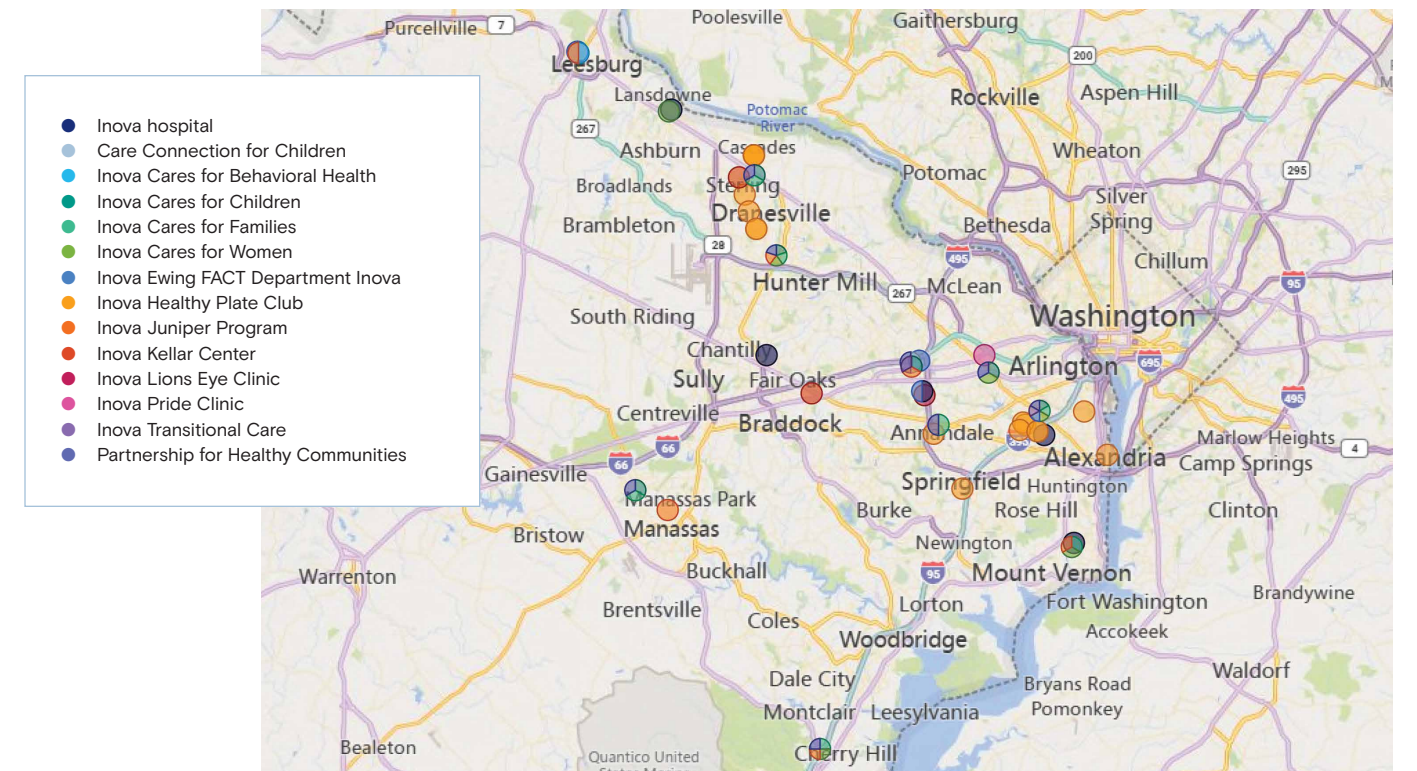 Inova hospital
Care Connection for Children
Inova Cares for Behavioral Health
Inova Cares for Children
Inova Cares for Families
Inova Cares for Women
Inova Ewing FACT Department Inova
Inova Healthy Plate Club
Inova Juniper Program
Inova Kellar Center
Inova Lions Eye Clinic
Inova Pride Clinic
Inova Transitional Care
Partnership for Healthy Communities
Poolesville
Gaithersburg
Purcellville
7
200
Leesburg
Lansdowne
Rockville
Aspen Hill
Potomac
River
267
Ashburn
Cascades
Wheaton
295
Potomac
Broadlands
Sterling
Silver
Spring
Brambleton
Dranesville
Bethesda
28
495
Chillum
Hunter Mill
267
McLean
95
South Riding
Washington
Chantilly
Arlington
695
Sully
Fair Oaks
495
Centreville
Braddock
Annandale
395
Marlow Heights
4
66
66
Alexandria
Camp Springs
Gainesville
Springfield
Huntington
Manassas Park
Burke
Rose Hill
Clinton
Manassas
Bristow
Newington
95
Mount Vernon
Buckhall
Warrenton
Brandywine
Brentsville
Lorton
Fort Washington
Coles
Accokeek
Woodbridge
Waldorf
Dale City
Bryans Road
Montclair
Leesylvania
Pomonkey
Bealeton
Cherry Hill
Quantico United